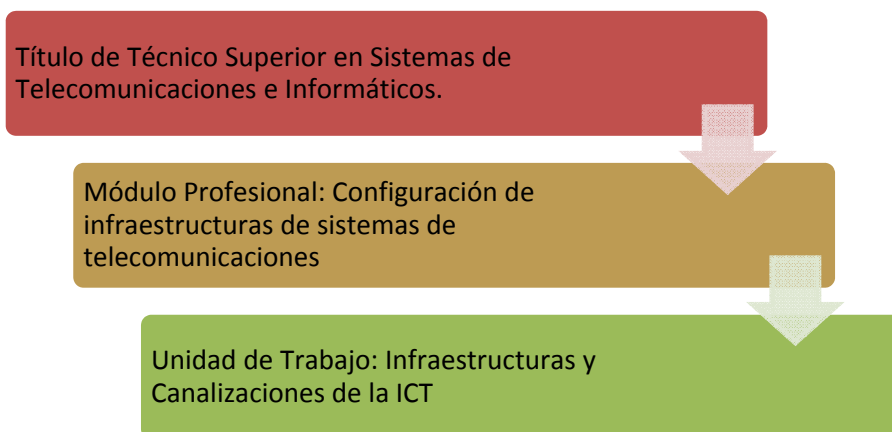 Título de Técnico Superior en Sistemas de
Telecomunicaciones e Informáticos.
Módulo Profesional: Configuración de
infraestructuras de sistemas de
telecomunicaciones
Unidad de Trabajo: Infraestructuras y
Canalizaciones de la ICT